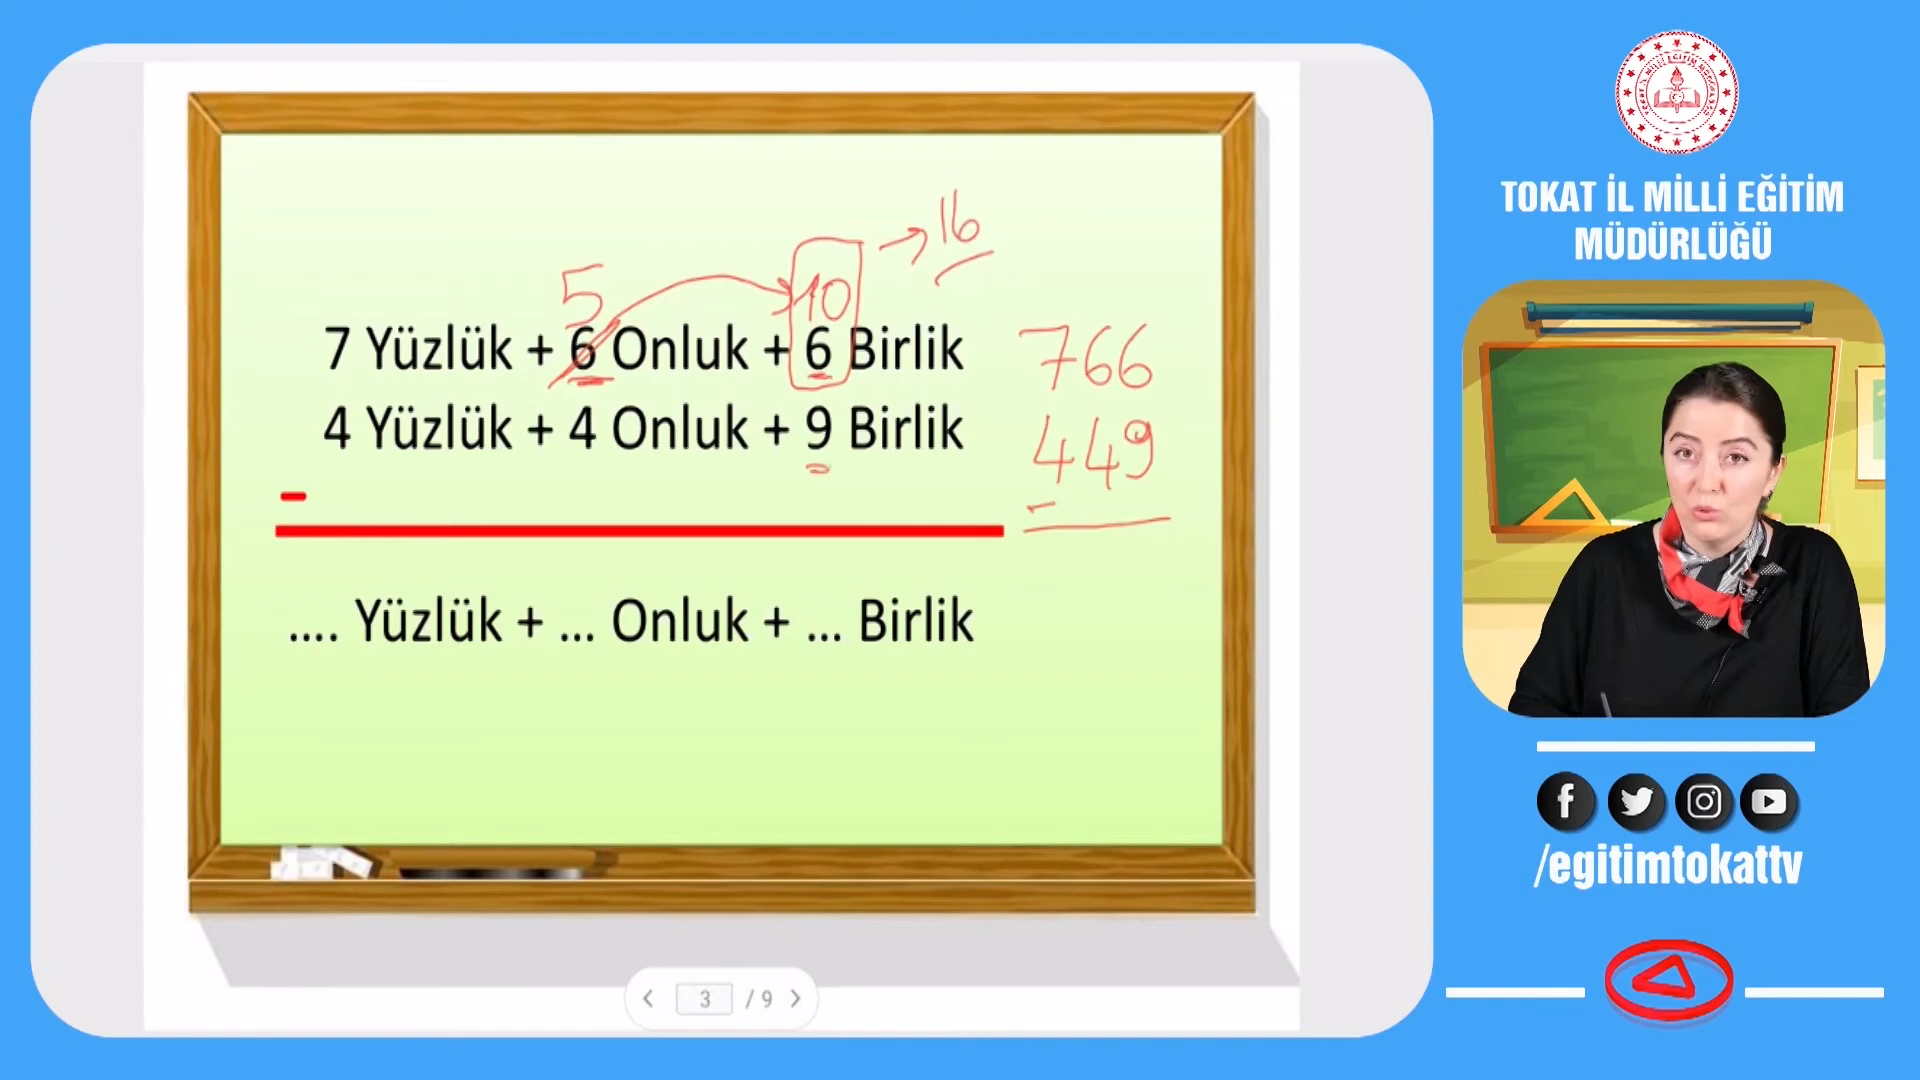 16
5
10
7 Yüzlük + 6 Onluk + 6 Birlik
4 Yüzlük + 4 Onluk + 9 Birlik
-
766
449
-
.... Yüzlük + ... Onluk + ... Birlik
3 / 9
TOKAT İL MİLLİ EĞİTİM
MÜDÜRLÜĞÜ
/egitimtokattv